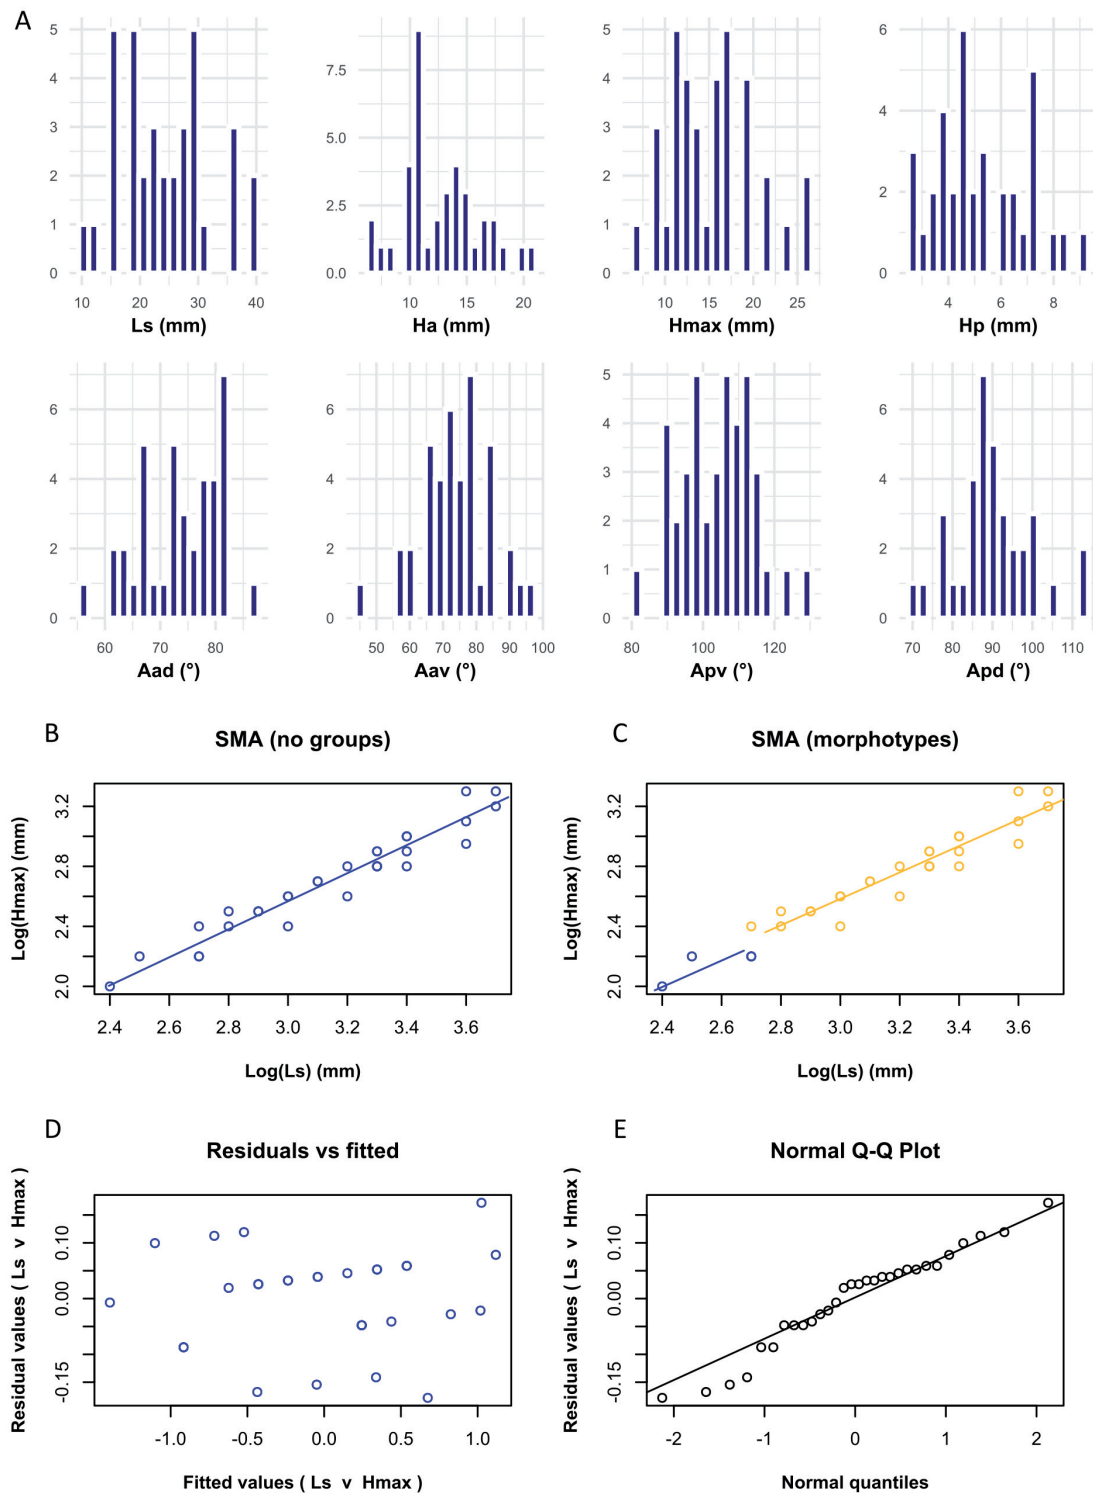 A
5
4
3
2
1
0
10 20 30 40
Ls (mm)
7.5
5.0
2.5
0.0
10 15 20
Ha (mm)
5
4
3
2
1
0
10 15 20 25
Hmax (mm)
6
4
2
0
4 6 8
Hp (mm)
6
4
2
0
60 70 80
Aad (°)
6
4
2
0
50 60 70 80 90 100
Aav (°)
5
4
3
2
1
0
80 100 120
Apv (°)
6
4
2
0
70 80 90 100 110
Apd (°)
B
SMA (no groups)
Log(Hmax) (mm)
3.2
2.8
2.4
2.0
2.4 2.6 2.8 3.0 3.2 3.4 3.6
Log(Ls) (mm)
C
SMA (morphotypes)
Log(Hmax) (mm)
3.2
2.8
2.4
2.0
2.4 2.6 2.8 3.0 3.2 3.4 3.6
Log(Ls) (mm)
D
Residuals vs fitted
Residual values ( Ls v Hmax )
0.10
0.00
-0.15
-1.0 -0.5 0.0 0.5 1.0
Fitted values ( Ls v Hmax )
E
Normal Q-Q Plot
Residual values ( Ls v Hmax )
0.10
0.00
-0.15
-2 -1 0 1 2
Normal quantiles